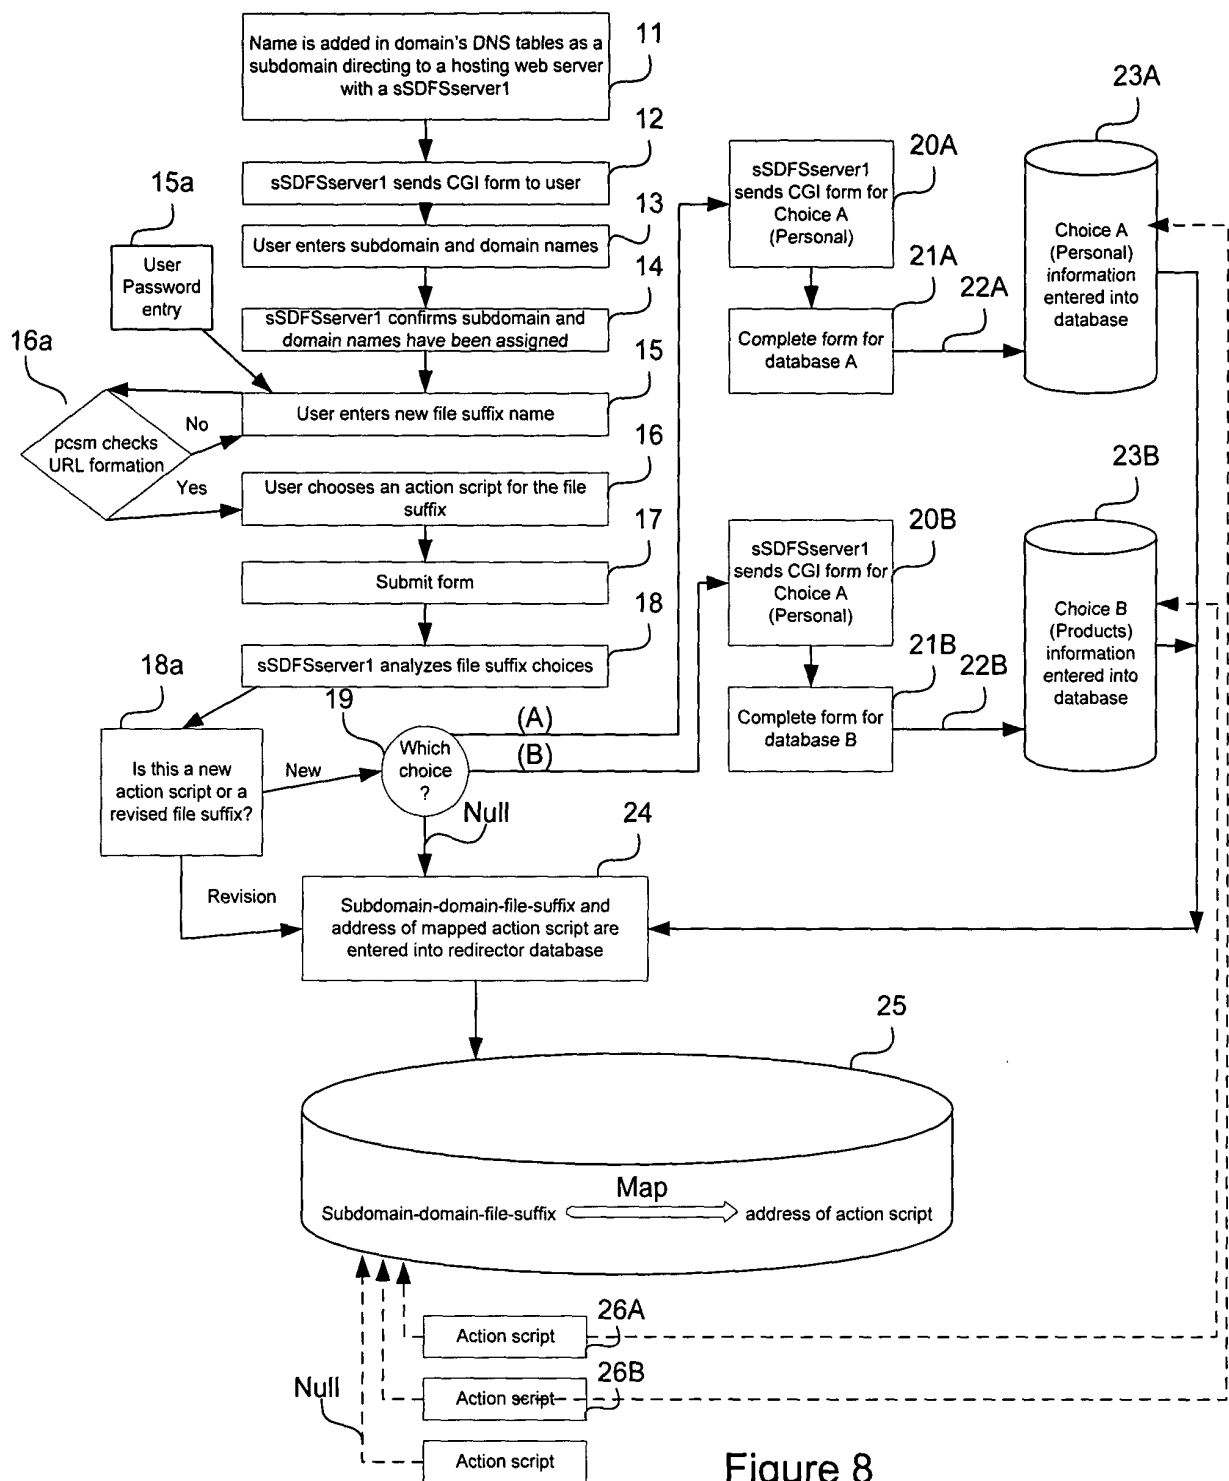 11
Name is added in domain's DNS tables as a
subdomain directing to a hosting web server
with a sSDFSserver1
12
sSDFSserver1 sends CGI form to user
13
User enters subdomain and domain names
14
sSDFSserver1 confirms subdomain and
domain names have been assigned
15a
User
Password
entry
15
User enters new file suffix name
16a
pcsm checks
URL formation
No
Yes
16
User chooses an action script for the file
suffix
17
Submit form
18
sSDFSserver1 analyzes file suffix choices
18a
Is this a new
action script or a
revised file suffix?
New
Revision
19
Which
choice
?
(A)
(B)
Null
20A
sSDFSserver1
sends CGI form for
Choice A
(Personal)
21A
Complete form for
database A
22A
23A
Choice A
(Personal)
information
entered into
database
20B
sSDFSserver1
sends CGI form for
Choice A
(Personal)
21B
Complete form for
database B
22B
23B
Choice B
(Products)
information
entered into
database
24
Subdomain-domain-file-suffix and
address of mapped action script are
entered into redirector database
25
Map
Subdomain-domain-file-suffix
address of action script
26A
Action script
26B
Action script
Null
Action script
Figure 8